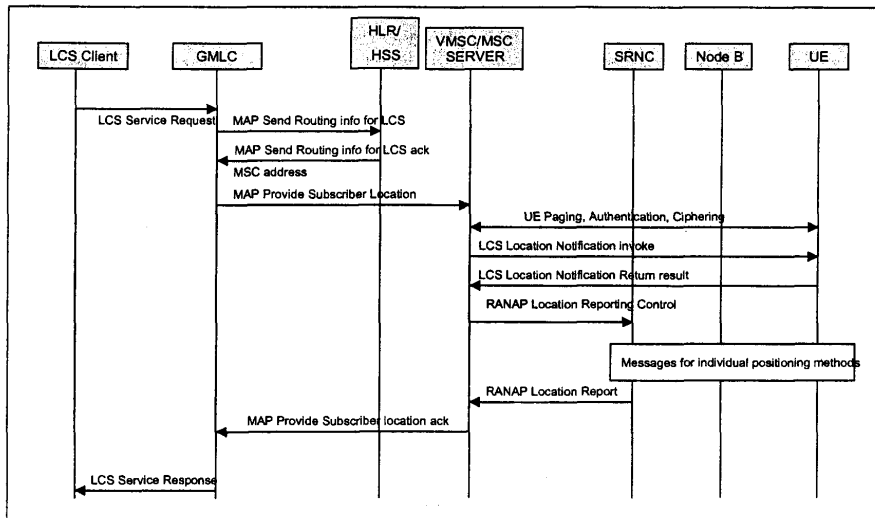 HLR/
HSS
LCS Client
GMLC
VMSC/MSC
SERVER
SRNC
Node B
UE
LCS Service Request
MAP Send Routing info for LCS
MAP Send Routing info for LCS ack
MSC address
MAP Provide Subscriber Location
UE Paging, Authentication, Ciphering
LCS Location Notification invoke
LCS Location Notification Return result
RANAP Location Reporting Control
Messages for individual positioning methods
RANAP Location Report
MAP Provide Subscriber location ack
LCS Service Response